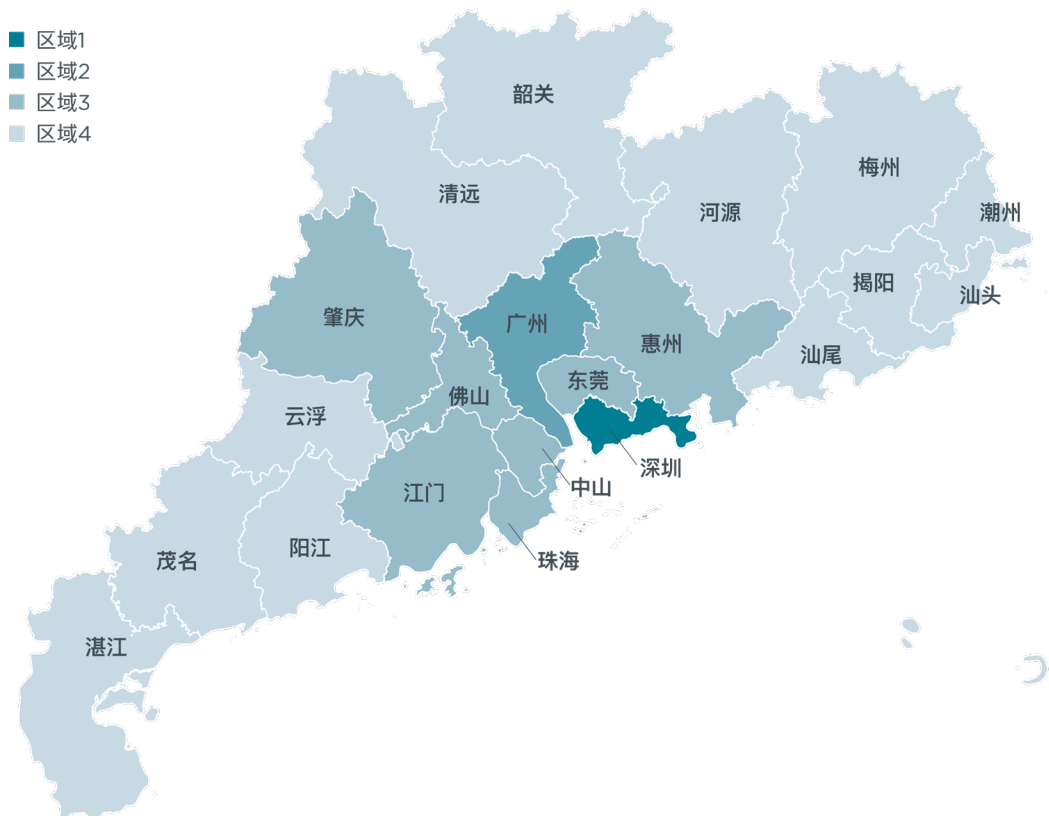 区域1
区域2
区域3
区域4
韶关
梅州
清远
河源
潮州
揭阳
汕头
肇庆
广州
惠州
汕尾
东莞
佛山
云浮
深圳
江门
中山
阳江
珠海
茂名
湛江